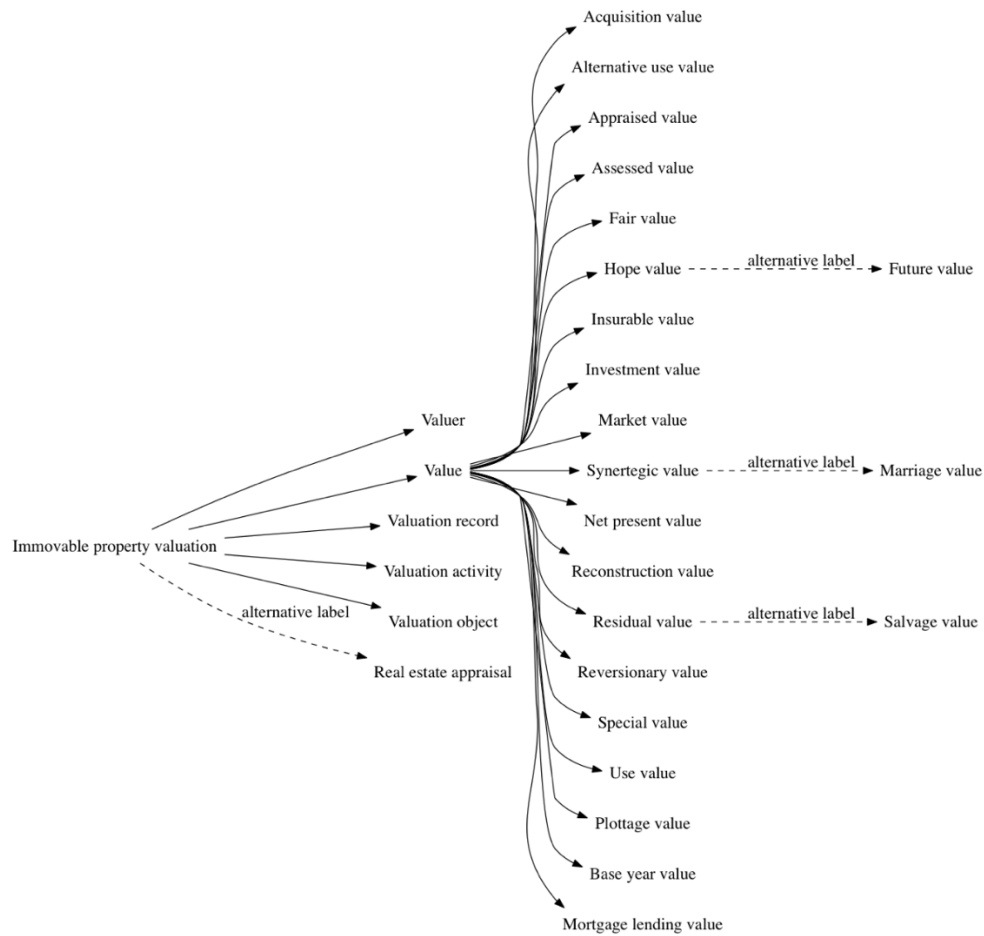 Acquisition value
Alternative use value
Appraised value
Assessed value
Fair value
Hope value
alternative label
Future value
Insurable value
Investment value
Valuer
Market value
Value
Synertegic value
alternative label
Marriage value
Valuation record
Net present value
Immovable property valuation
Valuation activity
Reconstruction value
alternative label
Valuation object
Residual value
alternative label
Salvage value
Real estate appraisal
Reversionary value
Special value
Use value
Plottage value
Base year value
Mortgage lending value